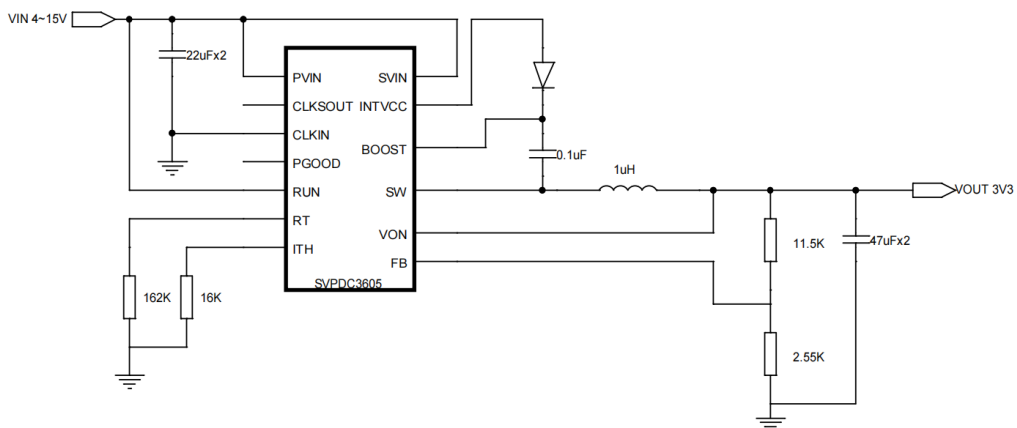 VIN 4~15V
22uFx2
PVIN
SVIN
CLKSOUT
INTVCC
CLKIN
BOOST
0.1uF
PGOOD
1uH
RUN
SW
VOUT 3V3
RT
VON
11.5K
47uFx2
ITH
FB
SVPDC3605
162K
16K
2.55K